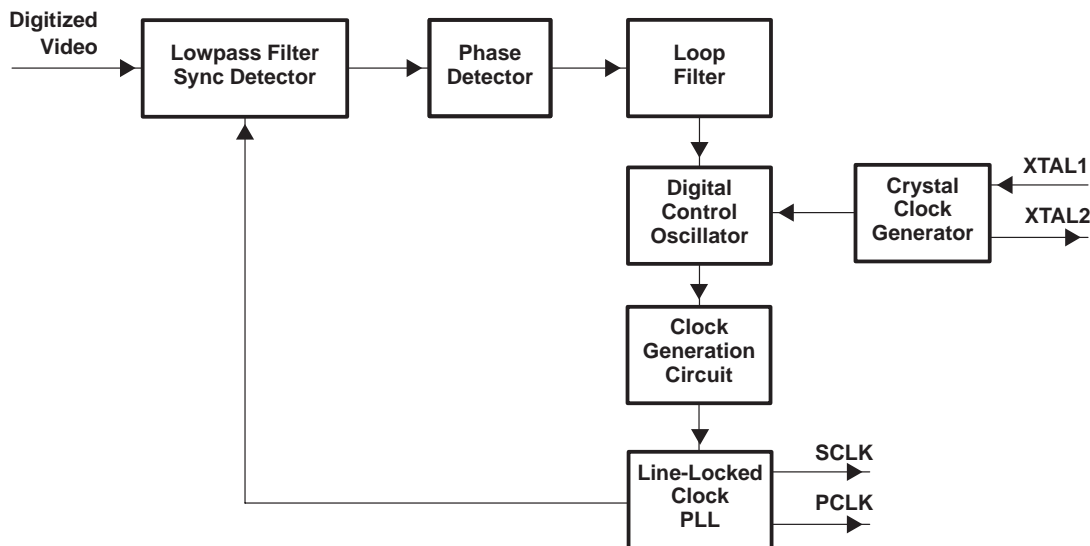 Digitized
Video
Lowpass Filter
Sync Detector
Phase
Detector
Loop
Filter
Digital
Control
Oscillator
Crystal
Clock
Generator
XTAL1
XTAL2
Clock
Generation
Circuit
Line-Locked
Clock
PLL
SCLK
PCLK